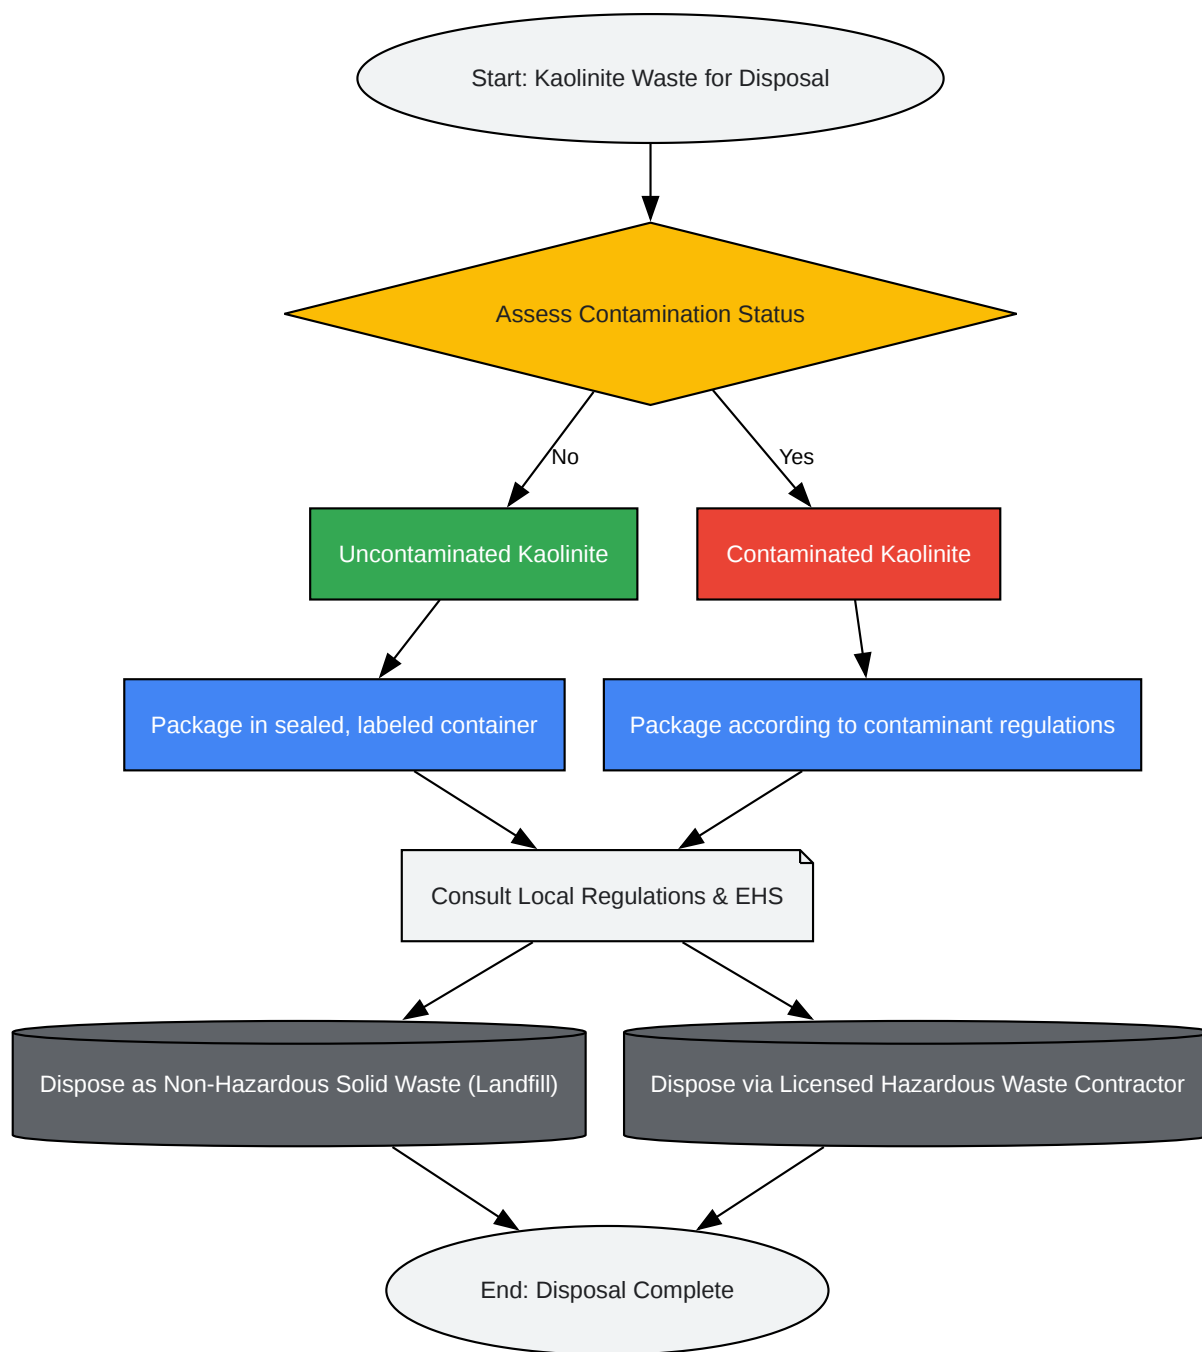 Start: Kaolinite Waste for Disposal
Assess Contamination Status
No
Yes
Uncontaminated Kaolinite
Contaminated Kaolinite
Package in sealed, labeled container
Package according to contaminant regulations
Consult Local Regulations & EHS
Dispose as Non-Hazardous Solid Waste (Landfill)
Dispose via Licensed Hazardous Waste Contractor
End: Disposal Complete